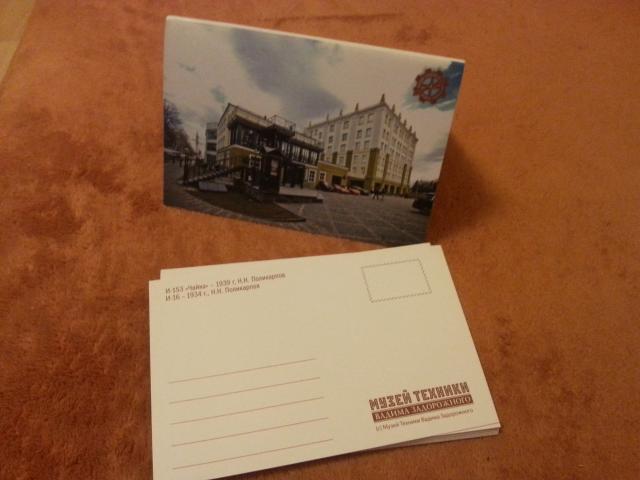 И-153 «Чайка» – 1939 г, Н.Н. Поликарпов
И-16 – 1934 г., Н.Н. Поликарпов
МУЗЕЙ ТЕХНИКИ
ВАДИМА ЗАДОРОЖНОГО
(c) Музей Техники Вадима Задорожного